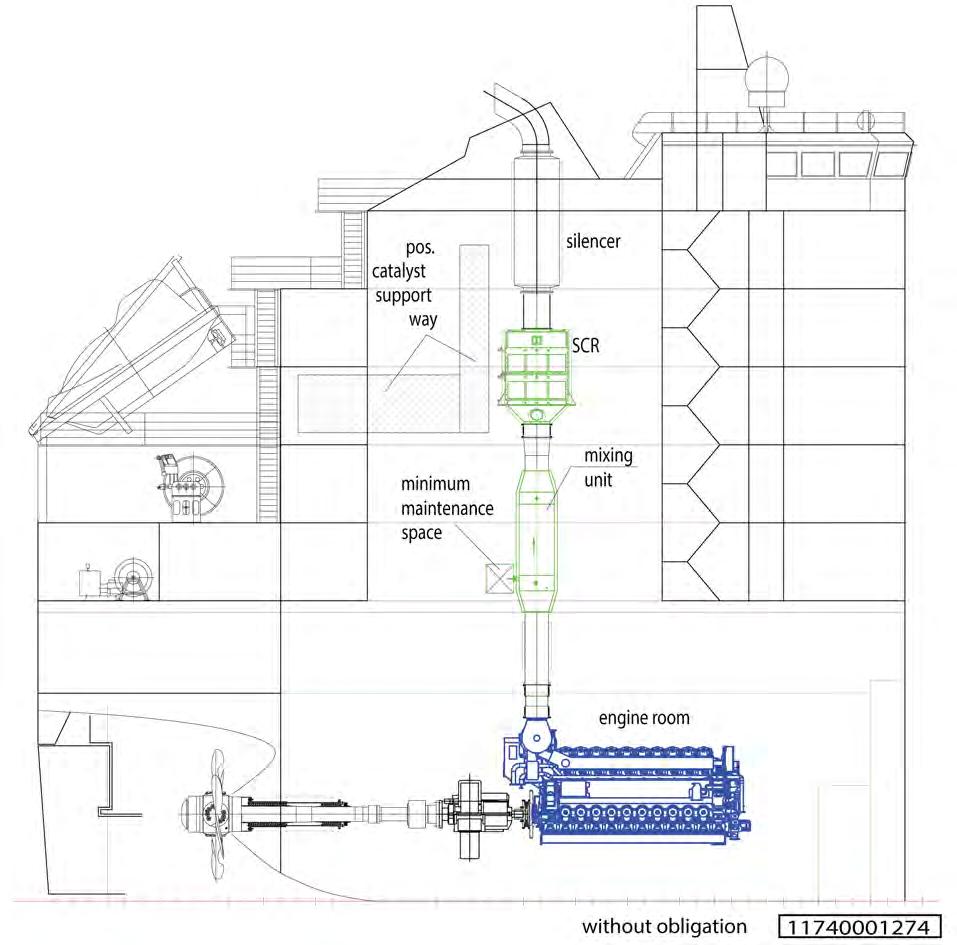 silencer
pos.
catalyst
support
way
SCR
mixing
unit
minimum
maintenance
space
engine room
without obligation
11740001274